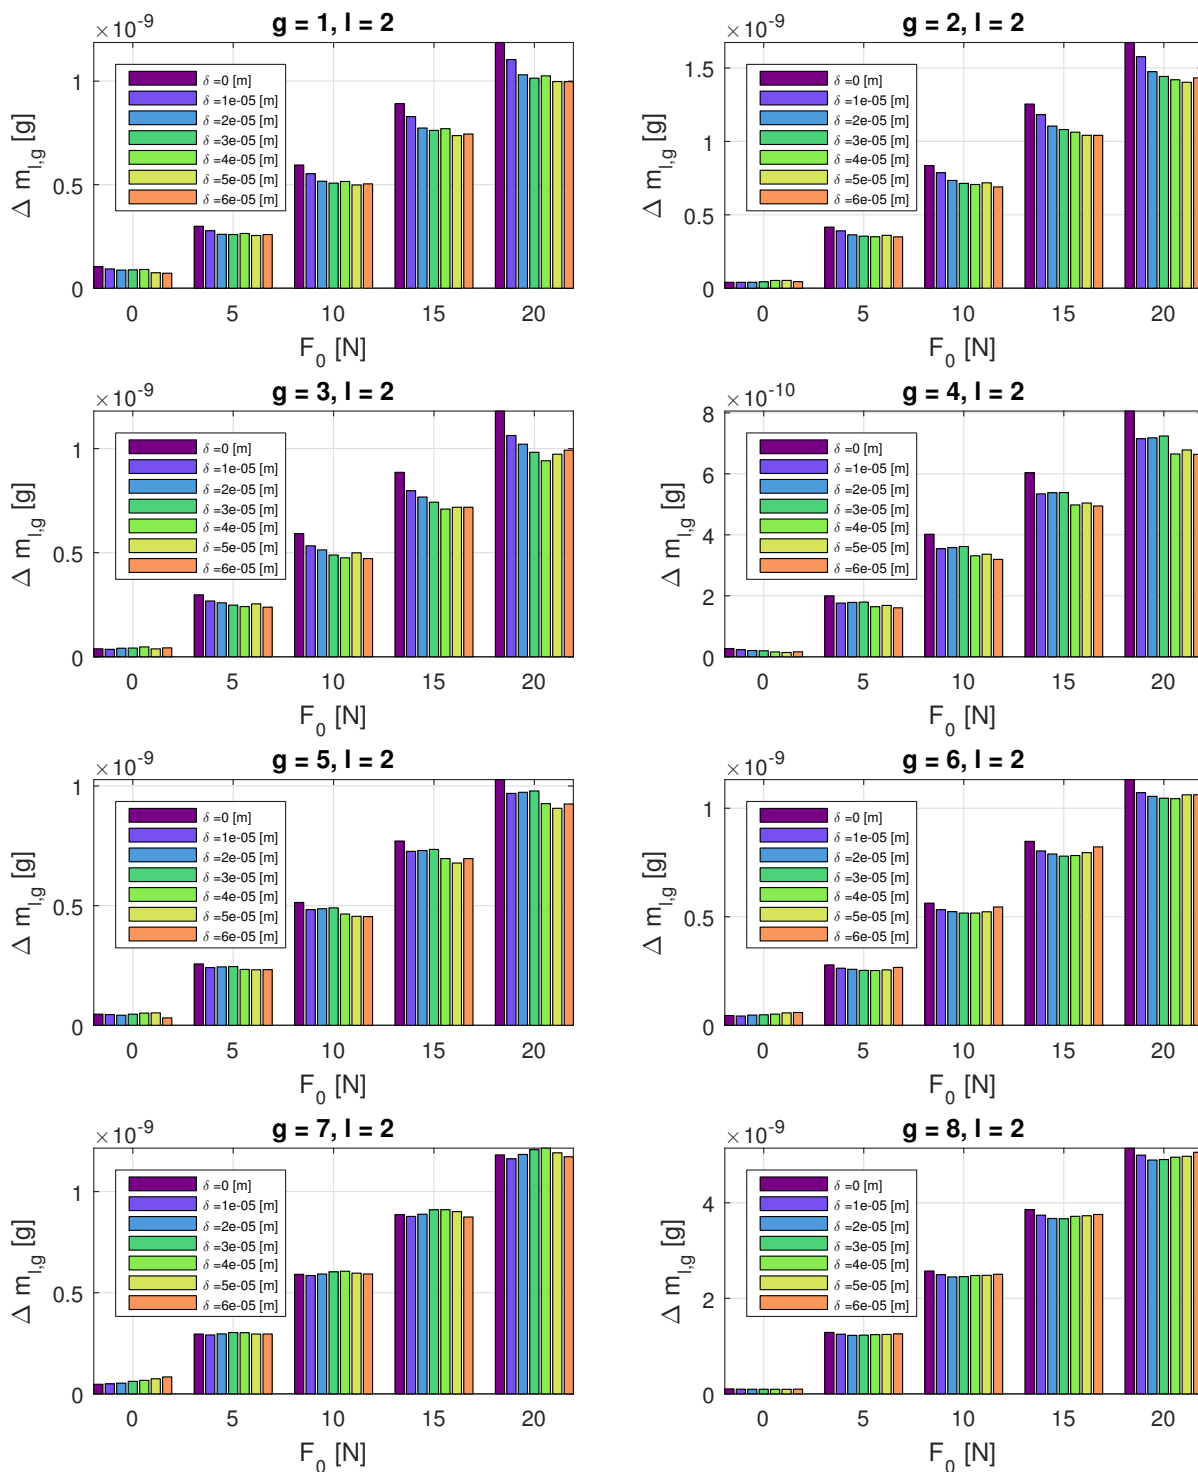 ×10^-9
g = 1, l = 2
Δ m_l,g [g]
1
0.5
0
δ =0 [m]
δ =1e-05 [m]
δ =2e-05 [m]
δ =3e-05 [m]
δ =4e-05 [m]
δ =5e-05 [m]
δ =6e-05 [m]
0 5 10 15 20
F_0 [N]
×10^-9
g = 2, l = 2
Δ m_l,g [g]
1.5
1
0.5
0
δ =0 [m]
δ =1e-05 [m]
δ =2e-05 [m]
δ =3e-05 [m]
δ =4e-05 [m]
δ =5e-05 [m]
δ =6e-05 [m]
0 5 10 15 20
F_0 [N]
×10^-9
g = 3, l = 2
Δ m_l,g [g]
1
0.5
0
δ =0 [m]
δ =1e-05 [m]
δ =2e-05 [m]
δ =3e-05 [m]
δ =4e-05 [m]
δ =5e-05 [m]
δ =6e-05 [m]
0 5 10 15 20
F_0 [N]
×10^-10
g = 4, l = 2
Δ m_l,g [g]
8
6
4
2
0
δ =0 [m]
δ =1e-05 [m]
δ =2e-05 [m]
δ =3e-05 [m]
δ =4e-05 [m]
δ =5e-05 [m]
δ =6e-05 [m]
0 5 10 15 20
F_0 [N]
×10^-9
g = 5, l = 2
Δ m_l,g [g]
1
0.5
0
δ =0 [m]
δ =1e-05 [m]
δ =2e-05 [m]
δ =3e-05 [m]
δ =4e-05 [m]
δ =5e-05 [m]
δ =6e-05 [m]
0 5 10 15 20
F_0 [N]
×10^-9
g = 6, l = 2
Δ m_l,g [g]
1
0.5
0
δ =0 [m]
δ =1e-05 [m]
δ =2e-05 [m]
δ =3e-05 [m]
δ =4e-05 [m]
δ =5e-05 [m]
δ =6e-05 [m]
0 5 10 15 20
F_0 [N]
×10^-9
g = 7, l = 2
Δ m_l,g [g]
1
0.5
0
δ =0 [m]
δ =1e-05 [m]
δ =2e-05 [m]
δ =3e-05 [m]
δ =4e-05 [m]
δ =5e-05 [m]
δ =6e-05 [m]
0 5 10 15 20
F_0 [N]
×10^-9
g = 8, l = 2
Δ m_l,g [g]
4
2
0
δ =0 [m]
δ =1e-05 [m]
δ =2e-05 [m]
δ =3e-05 [m]
δ =4e-05 [m]
δ =5e-05 [m]
δ =6e-05 [m]
0 5 10 15 20
F_0 [N]